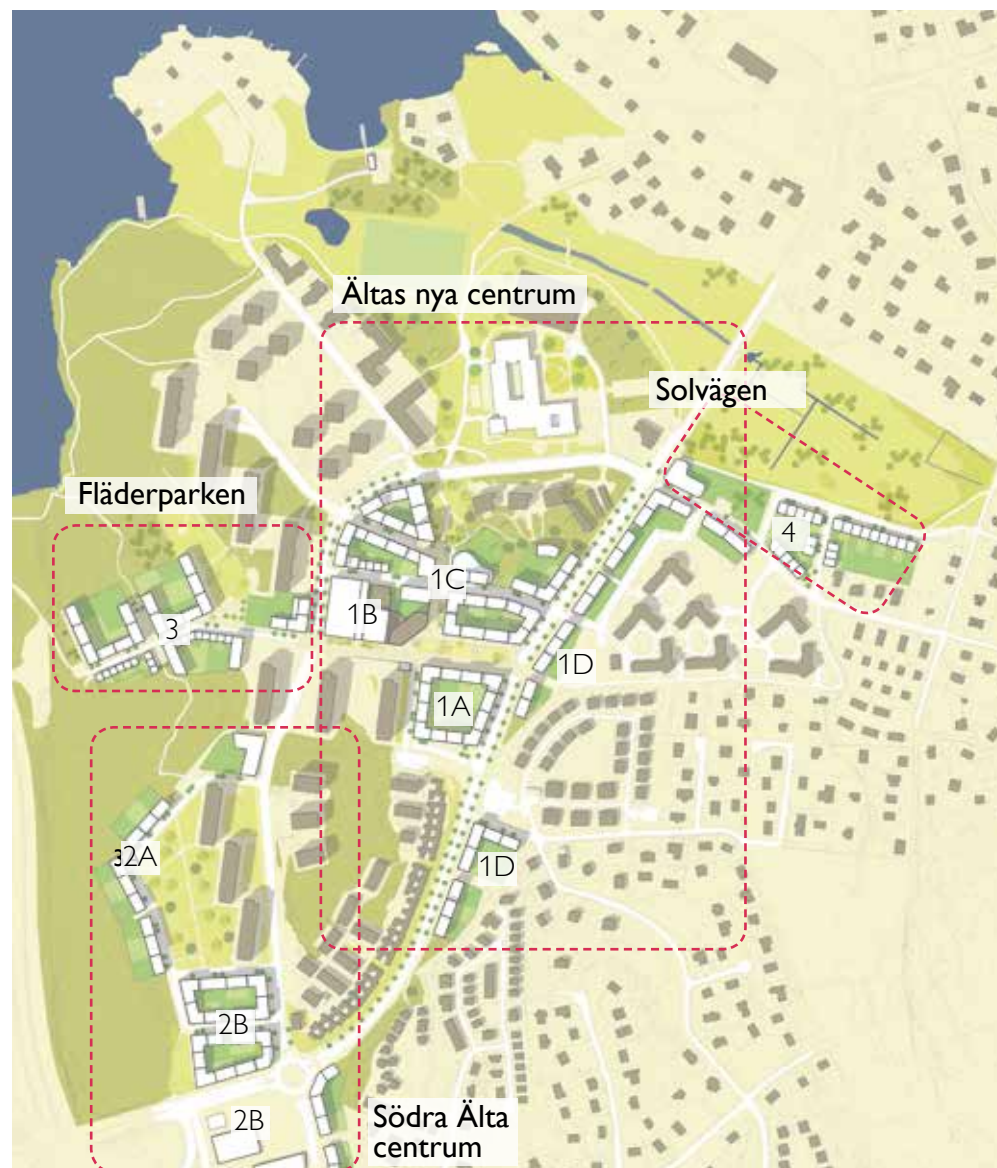 Ältas nya centrum
Solvägen
Fläderparken
4
1C
1B
3
1D
1A
2A
1D
2B
2B
Södra Älta
centrum